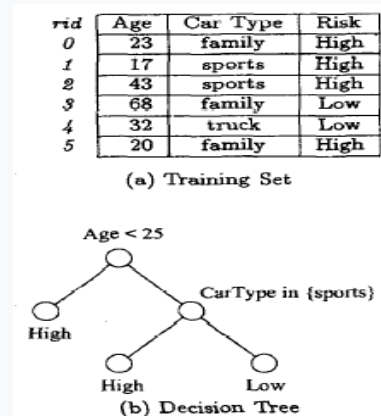 rid Age Car Type Risk
0 23 family High
1 17 sports High
2 43 sports High
3 68 family Low
4 32 truck Low
5 20 family High
(a) Training Set
Age < 25
CarType in {sports}
High
High Low
(b) Decision Tree